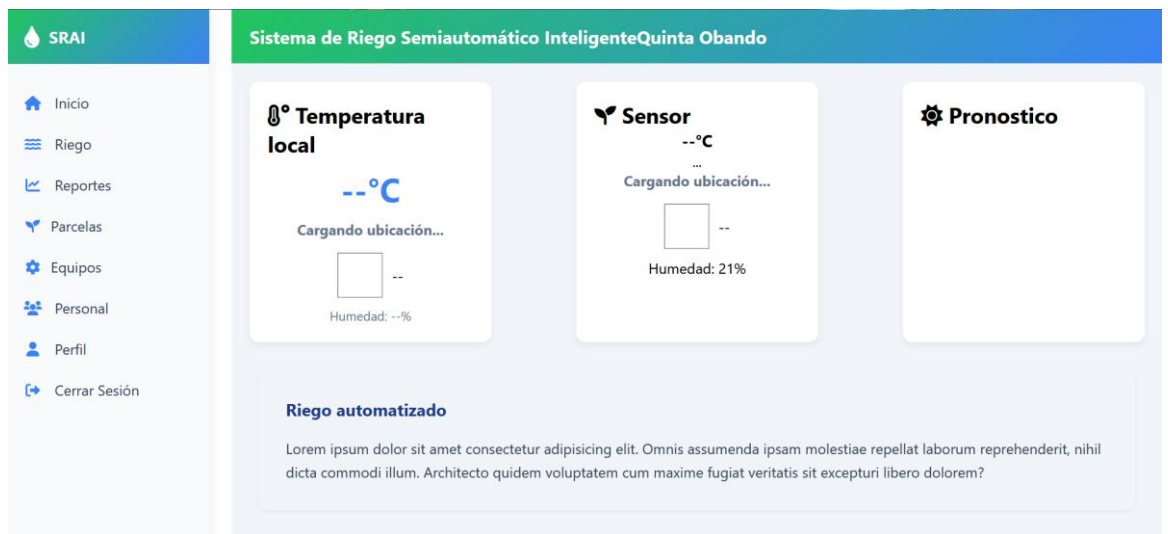 SRAI
Sistema de Riego Semiautomático InteligenteQuinta Obando
Inicio
Riego
Reportes
Parcelas
Equipos
Personal
Perfil
Cerrar Sesión
Temperatura
local
--°C
Cargando ubicación...
--
Humedad: --%
Sensor
--°C
...
Cargando ubicación...
--
Humedad: 21%
Pronostico
Riego automatizado
Lorem ipsum dolor sit amet consectetur adipisicing elit. Omnis assumenda ipsam molestiae repellat laborum reprehenderit, nihil
dicta commodi illum. Architecto quidem voluptatem cum maxime fugiat veritatis sit excepturi libero dolorem?